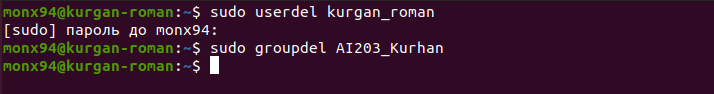 monx94@kurgan-roman:~$ sudo userdel kurgan_roman
[sudo] пароль до monx94:
monx94@kurgan-roman:~$ sudo groupdel AI203_Kurhan
monx94@kurgan-roman:~$